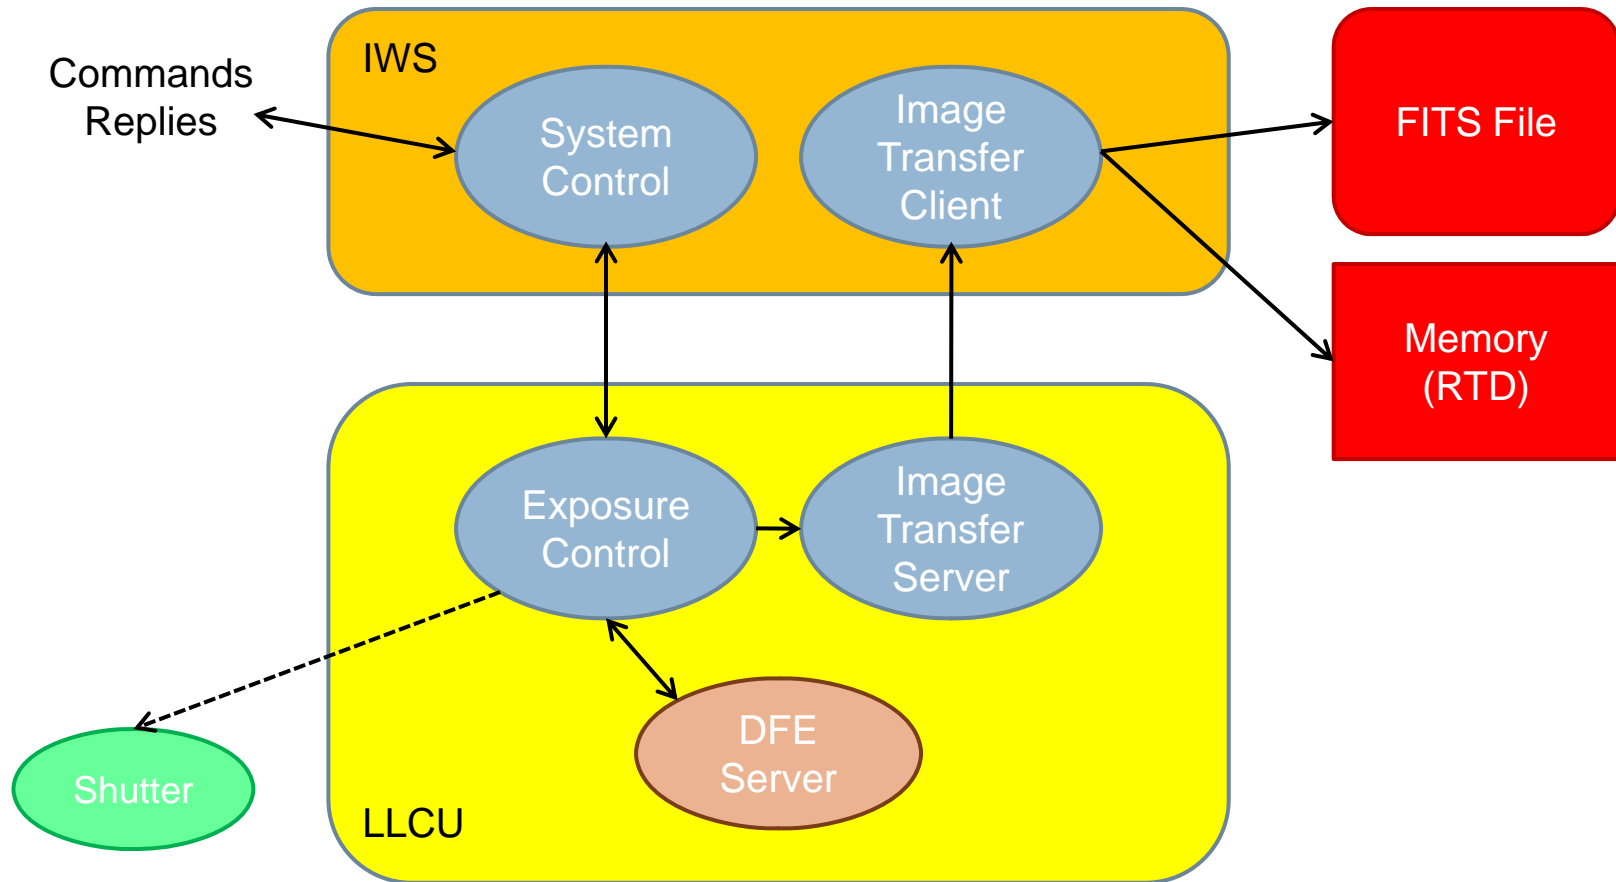 IWS
Commands
Replies
System
Control
Image
Transfer
Client
FITS File
Memory
(RTD)
Exposure
Control
Image
Transfer
Server
DFE
Server
Shutter
LLCU